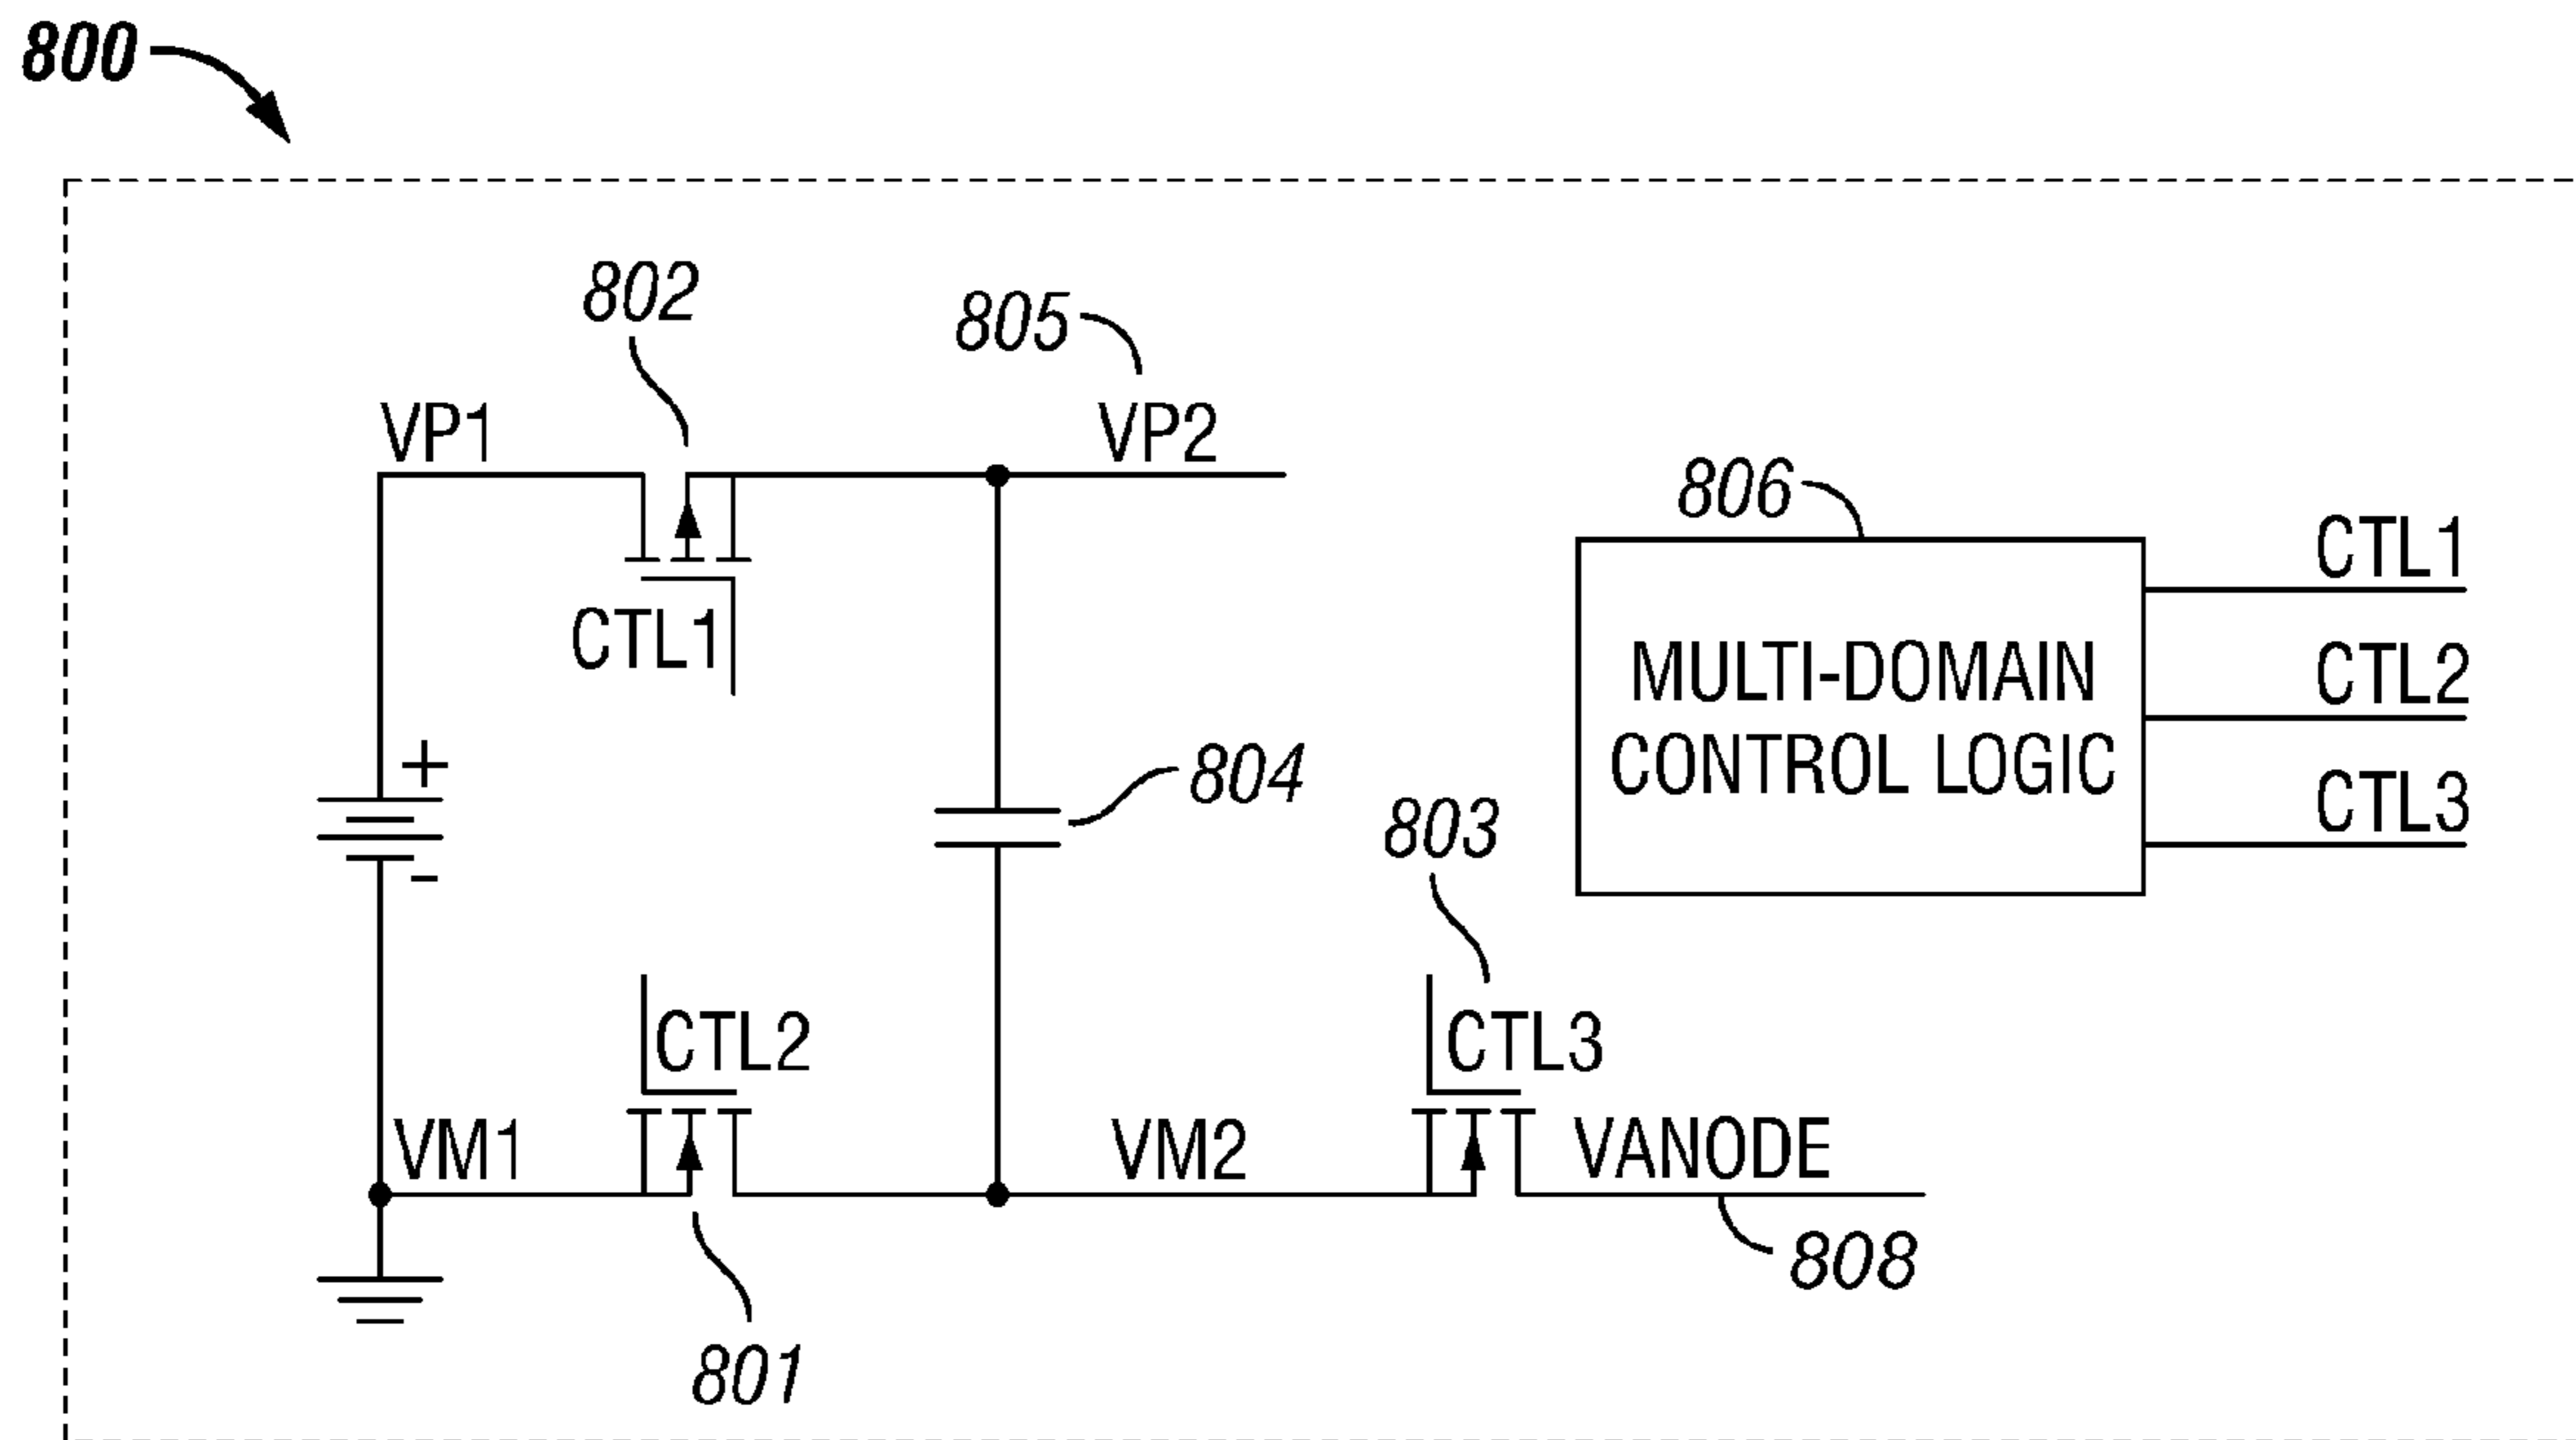 800
802
805
VP1
VP2
806
CTL1
CTL1
MULTI-DOMAIN
CONTROL LOGIC
CTL2
CTL3
+
804
803
-
CTL2
CTL3
VM1
VM2
VANODE
808
801